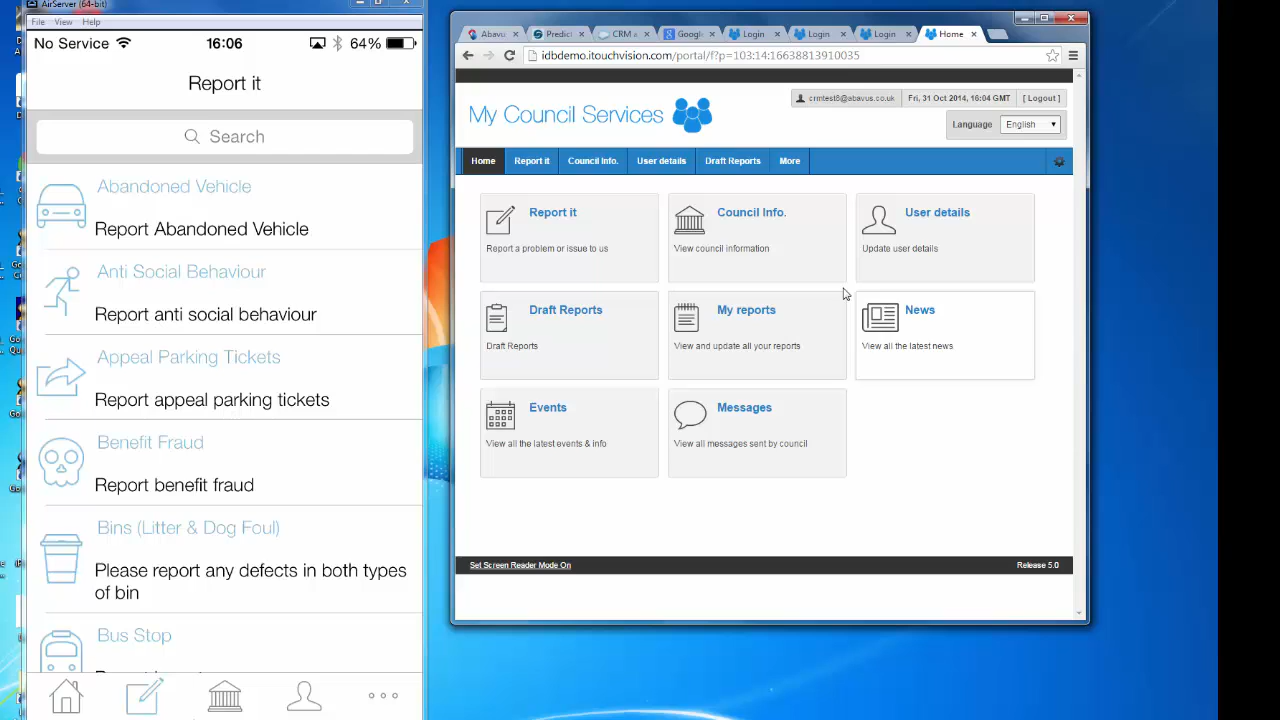 AirServer (64-bit)
File View Help
No Service 16:06 64%
Report it
Search
Abandoned Vehicle
Report Abandoned Vehicle
Anti Social Behaviour
Report anti social behaviour
Appeal Parking Tickets
Report appeal parking tickets
Benefit Fraud
Report benefit fraud
Bins (Litter & Dog Foul)
Please report any defects in both types
of bin
Bus Stop
Abavu Predict CRM Google Login Login Login Home
idbdemo.itouchvision.com/portal/f?p=103:14:16638813910035
My Council Services
crmtest8@abavus.co.uk Fri, 31 Oct 2014, 16:04 GMT [ Logout ]
Language English
Home Report it Council Info. User details Draft Reports More
Report it
Report a problem or issue to us
Council Info.
View council information
User details
Update user details
Draft Reports
Draft Reports
My reports
View and update all your reports
News
View all the latest news
Events
View all the latest events & info
Messages
View all messages sent by council
Set Screen Reader Mode On
Release 5.0